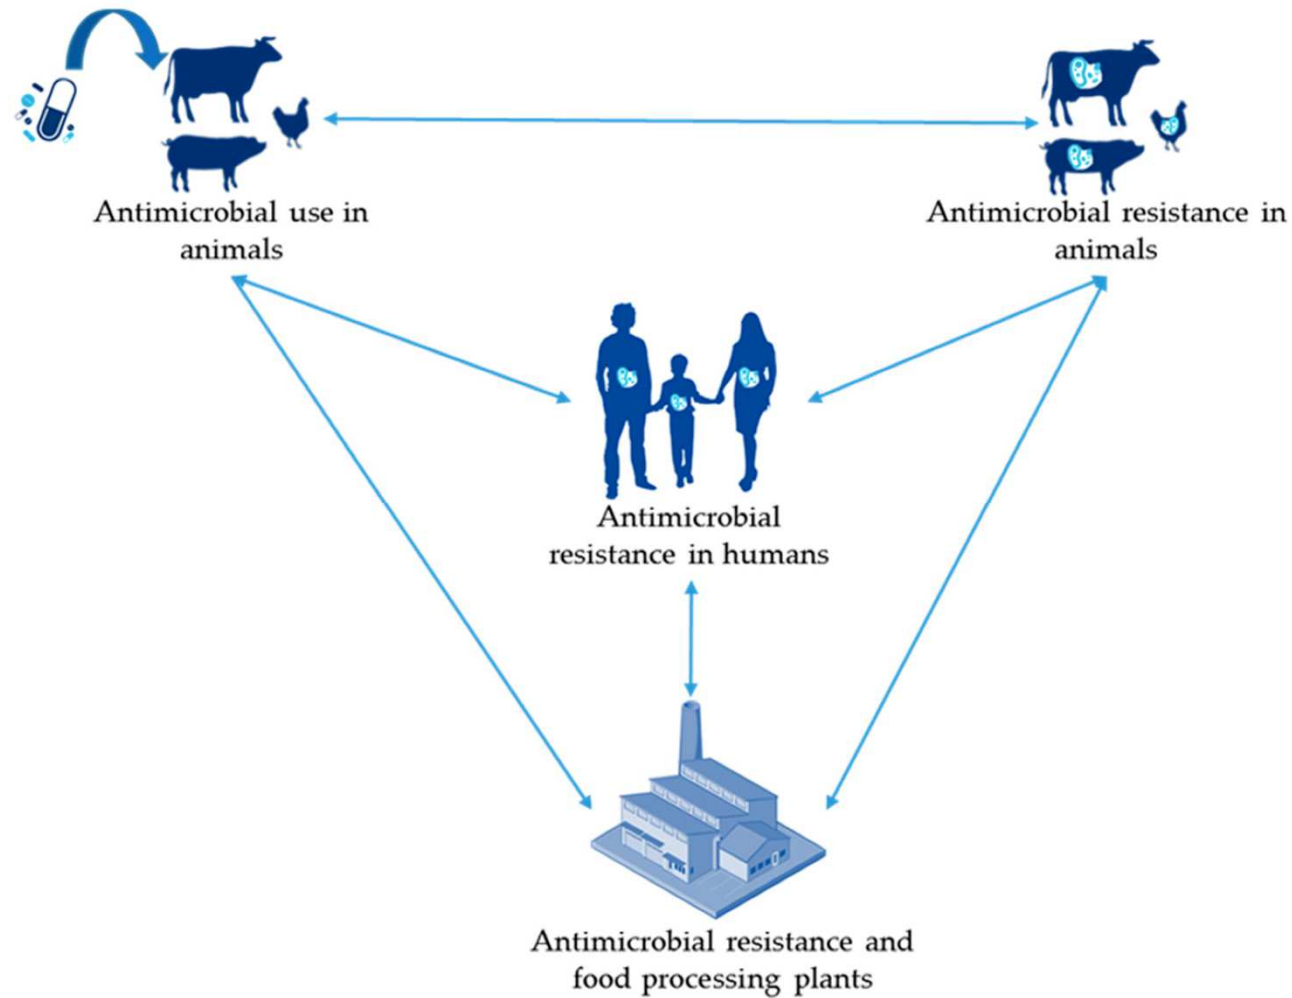 Antimicrobial use in
animals
Antimicrobial resistance in
animals
Antimicrobial
resistance in humans
Antimicrobial resistance and
food processing plants